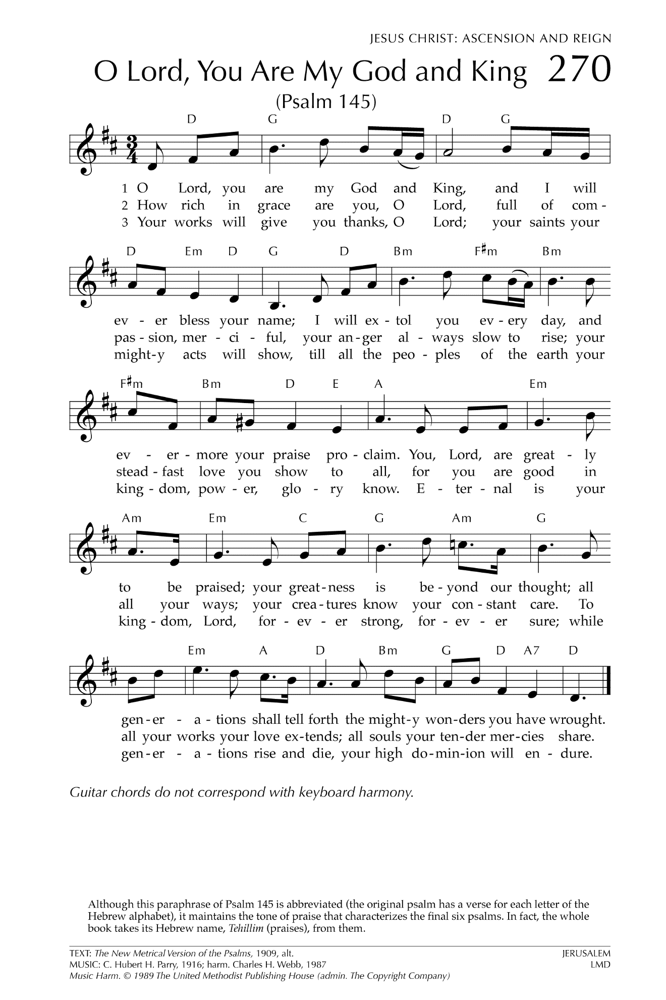 JESUS CHRIST: ASCENSION AND REIGN
O Lord, You Are My God and King 270
(Psalm 145)
D G D G
1 O Lord, you are my God and King, and I will
2 How rich in grace are you, O Lord, full of com -
3 Your works will give you thanks, O Lord; your saints your
D Em D G D Bm F#m Bm
ev - er bless your name; I will ex - tol you ev - ery day, and
pas - sion, mer - ci - ful, your an - ger al - ways slow to rise; your
might - y acts will show, till all the peo - ples of the earth your
F#m Bm D E A Em
ev - er - more your praise pro - claim. You, Lord, are great - ly
stead - fast love you show to all, for you are good in
king - dom, pow - er, glo - ry know. E - ter - nal is your
Am Em C G Am G
to be praised; your great - ness is be - yond our thought; all
all your ways; your crea - tures know your con - stant care. To
king - dom, Lord, for - ev - er strong, for - ev - er sure; while
Em A D Bm G D A7 D
gen - er - a - tions shall tell forth the might - y won - ders you have wrought.
all your works your love ex - tends; all souls your ten - der mer - cies share.
gen - er - a - tions rise and die, your high do - min - ion will en - dure.
Guitar chords do not correspond with keyboard harmony.
Although this paraphrase of Psalm 145 is abbreviated (the original psalm has a verse for each letter of the
Hebrew alphabet), it maintains the tone of praise that characterizes the final six psalms. In fact, the whole
book takes its Hebrew name, Tehillim (praises), from them.
TEXT: The New Metrical Version of the Psalms, 1909, alt. JERUSALEM
MUSIC: C. Hubert H. Parry, 1916; harm. Charles H. Webb, 1987 LMD
Music Harm. © 1989 The United Methodist Publishing House (admin. The Copyright Company)